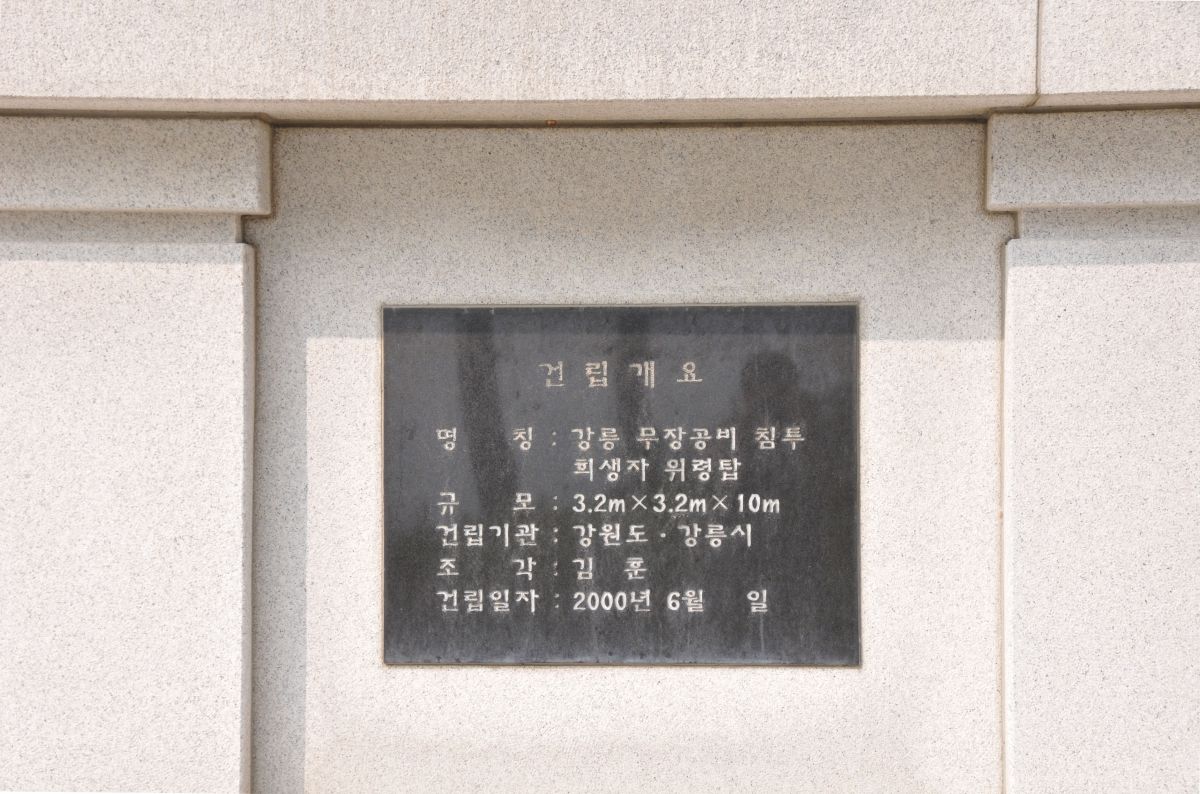 건립개요
명 칭 : 강릉 무장공비 침투
희생자 위령탑
규 모 : 3.2m×3.2m×10m
건립기관 : 강원도·강릉시
조 각 : 김 훈
건립일자 : 2000년 6월 일